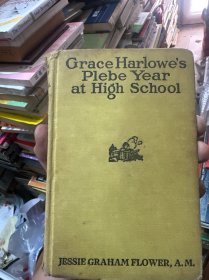 Grace Harlowe's
Plebe Year
at High School
JESSIE GRAHAM FLOWER, A.M.